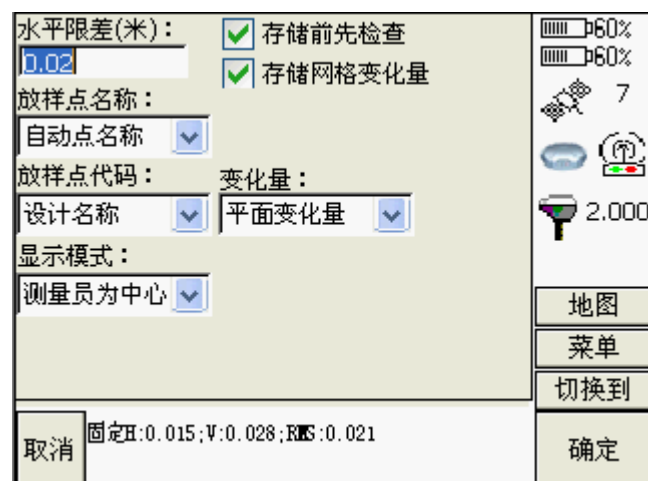 水平限差(米)：
0.02
存储前先检查
存储网格变化量
放样点名称：
自动点名称
放样点代码：
设计名称
变化量：
平面变化量
显示模式：
测量员为中心
60%
60%
7
2.000
地图
菜单
切换到
取消
固定H:0.015;V:0.028;RMS:0.021
确定